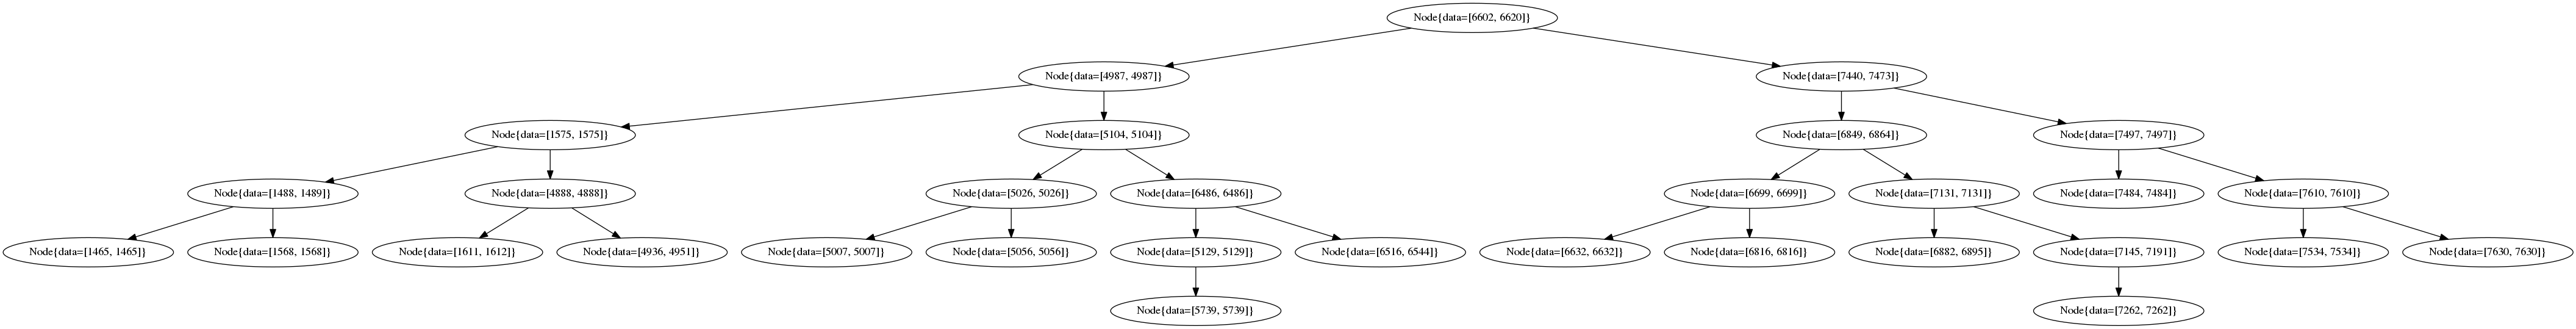 Node{data=[6602, 6620]}
Node{data=[4987, 4987]}
Node{data=[7440, 7473]}
Node{data=[1575, 1575]}
Node{data=[5104, 5104]}
Node{data=[6849, 6864]}
Node{data=[7497, 7497]}
Node{data=[1488, 1489]}
Node{data=[4888, 4888]}
Node{data=[5026, 5026]}
Node{data=[6486, 6486]}
Node{data=[6699, 6699]}
Node{data=[7131, 7131]}
Node{data=[7484, 7484]}
Node{data=[7610, 7610]}
Node{data=[1465, 1465]}
Node{data=[1568, 1568]}
Node{data=[1611, 1612]}
Node{data=[4936, 4951]}
Node{data=[5007, 5007]}
Node{data=[5056, 5056]}
Node{data=[5129, 5129]}
Node{data=[6516, 6544]}
Node{data=[6632, 6632]}
Node{data=[6816, 6816]}
Node{data=[6882, 6895]}
Node{data=[7145, 7191]}
Node{data=[7534, 7534]}
Node{data=[7630, 7630]}
Node{data=[5739, 5739]}
Node{data=[7262, 7262]}